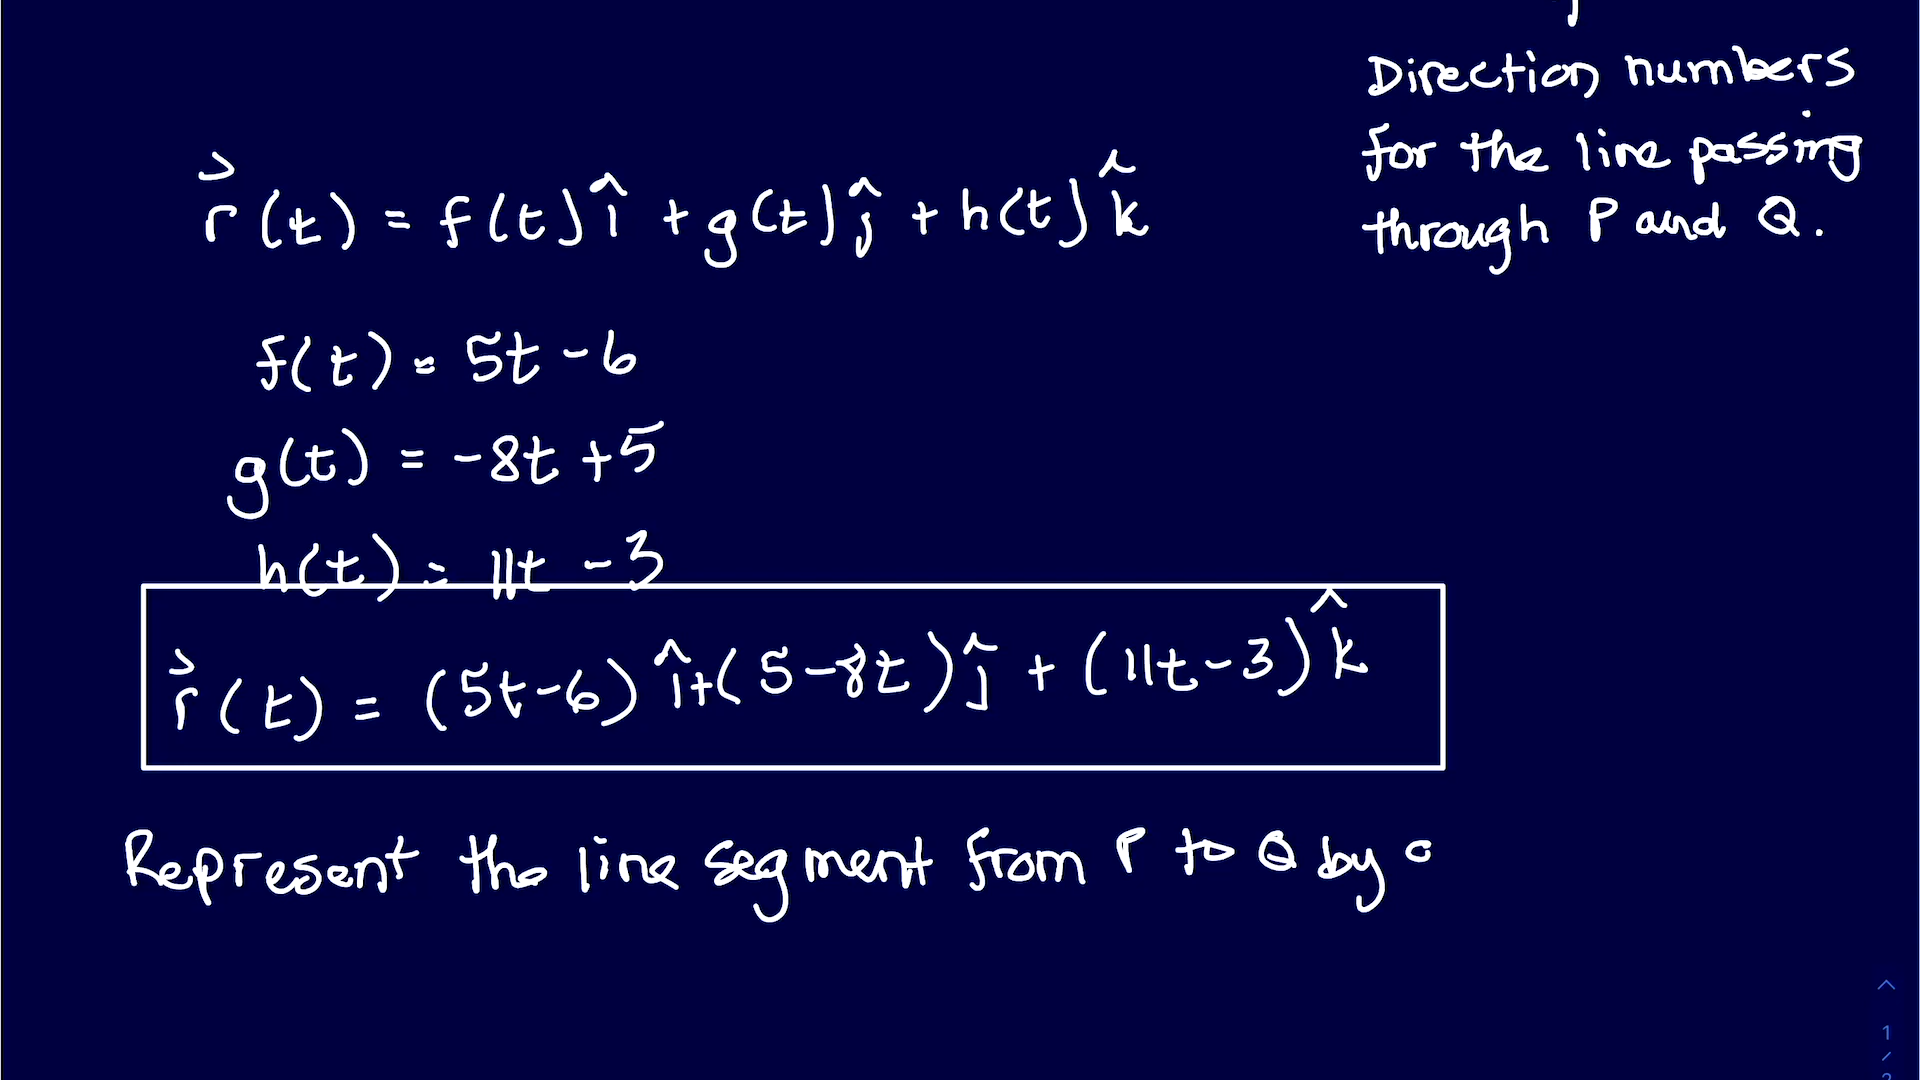 Direction numbers
for the line passing
through P and Q.
r⃗(t) = f(t)î + g(t)ĵ + h(t)k̂
f(t) = 5t - 6
g(t) = -8t + 5
h(t) = 11t - 3
r⃗(t) = (5t-6)î + (5-8t)ĵ + (11t-3)k̂
Represent the line segment from P to Q by
1
/